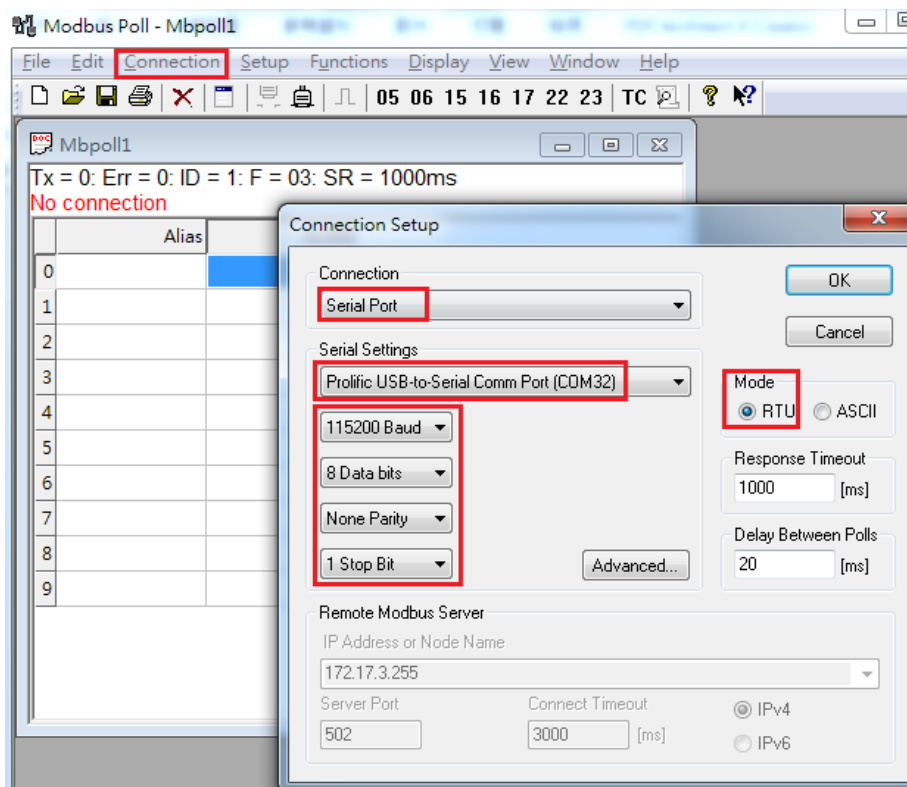 Modbus Poll - Mbpoll1
File Edit Connection Setup Functions Display View Window Help
05 06 15 16 17 22 23 TC
Mbpoll1
Tx = 0: Err = 0: ID = 1: F = 03: SR = 1000ms
No connection
Alias
0
1
2
3
4
5
6
7
8
9
Connection Setup
Connection
Serial Port
OK
Cancel
Serial Settings
Prolific USB-to-Serial Comm Port (COM32)
Mode
RTU ASCII
115200 Baud
8 Data bits
None Parity
1 Stop Bit
Response Timeout
1000 [ms]
Delay Between Polls
20 [ms]
Advanced...
Remote Modbus Server
IP Address or Node Name
172.17.3.255
Server Port Connect Timeout
502 3000 [ms]
IPv4
IPv6